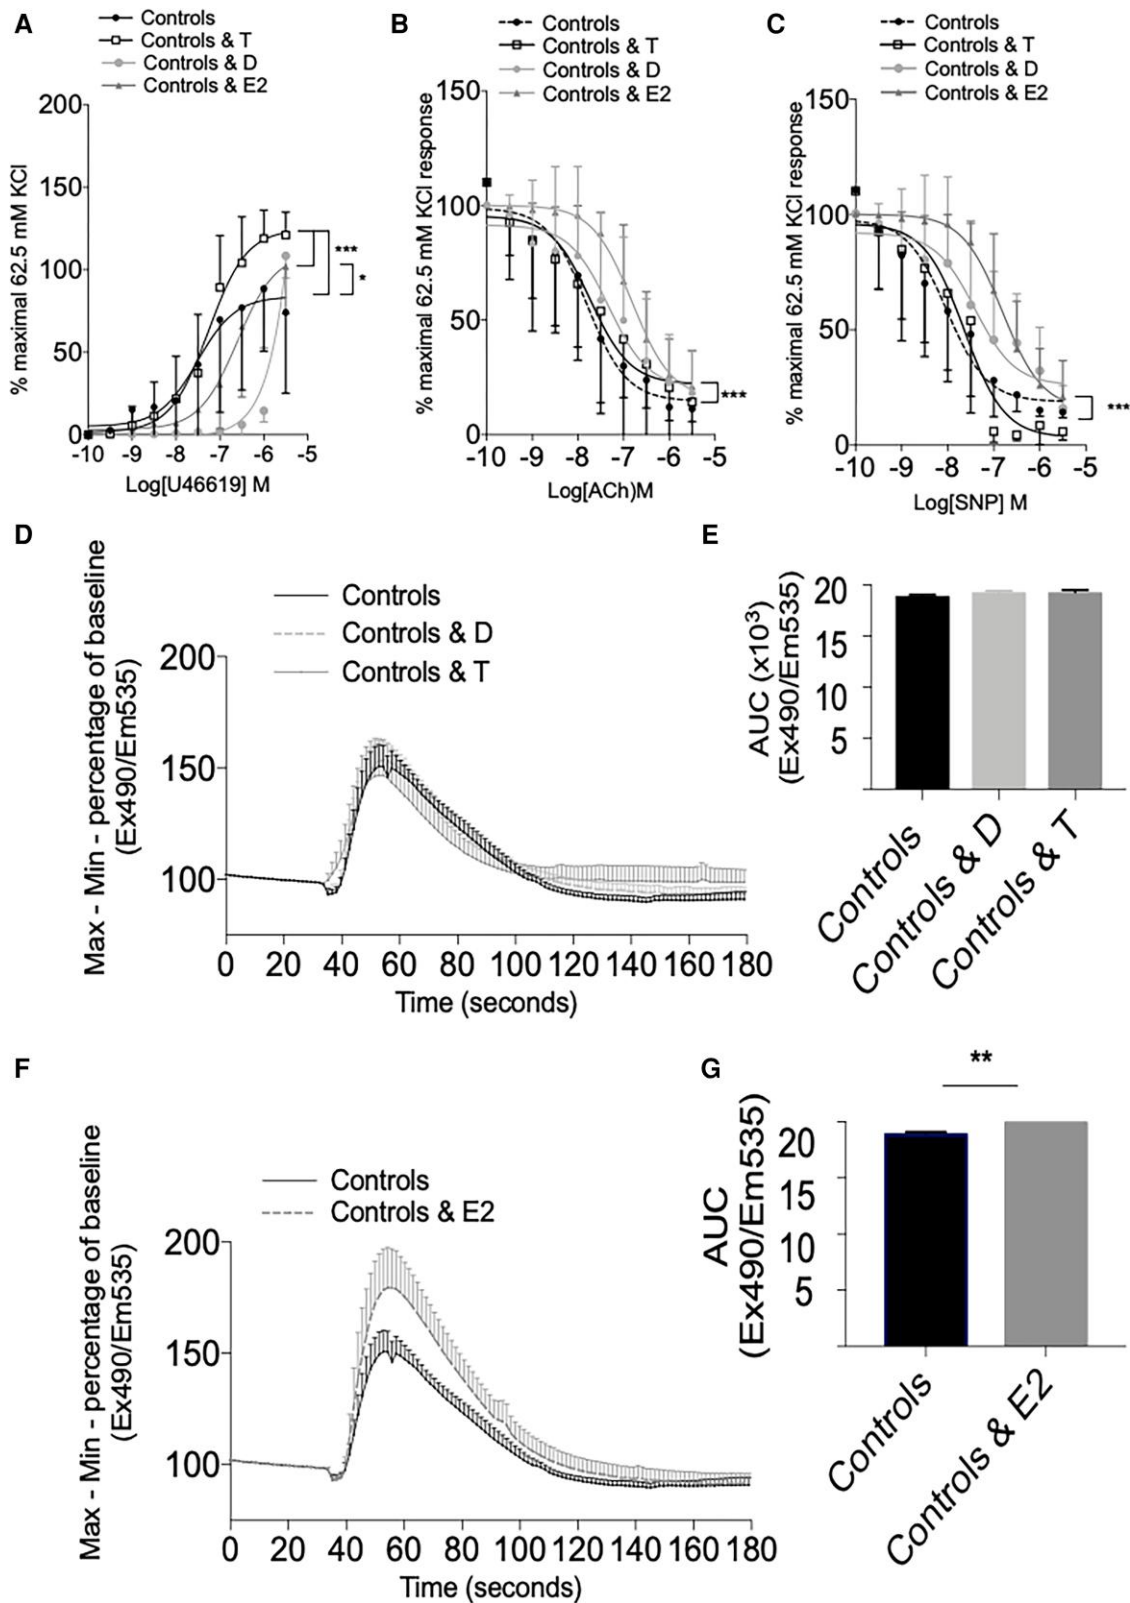 A
Controls
Controls & T
Controls & D
Controls & E2
% maximal 62.5 mM KCl
200
150
100
50
0
***
*
-10 -9 -8 -7 -6 -5
Log[U46619] M
B
Controls
Controls & T
Controls & D
Controls & E2
% maximal 62.5 mM KCl response
150
100
50
0
***
-10 -9 -8 -7 -6 -5
Log[ACh)M
C
Controls
Controls & T
Controls & D
Controls & E2
% maximal 62.5 mM KCl response
150
100
50
0
***
-10 -9 -8 -7 -6 -5
Log[SNP] M
D
Max - Min - percentage of baseline
(Ex490/Em535)
Controls
Controls & D
Controls & T
200
150
100
0 20 40 60 80 100 120 140 160 180
Time (seconds)
E
AUC (x10³)
(Ex490/Em535)
20
15
10
5
Controls
Controls & D
Controls & T
F
Max - Min - percentage of baseline
(Ex490/Em535)
Controls
Controls & E2
200
150
100
0 20 40 60 80 100 120 140 160 180
Time (seconds)
G
**
AUC
(Ex490/Em535)
20
15
10
5
Controls
Controls & E2